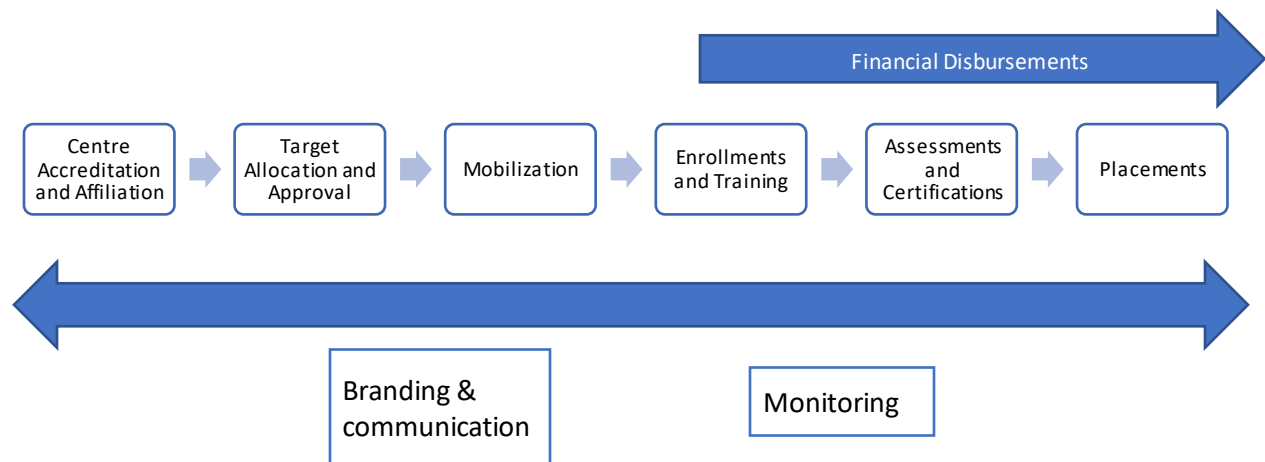 Financial Disbursements
Centre
Accreditation
and Affiliation
Target
Allocation and
Approval
Mobilization
Enrollments
and Training
Assessments
and
Certifications
Placements
Branding &
communication
Monitoring